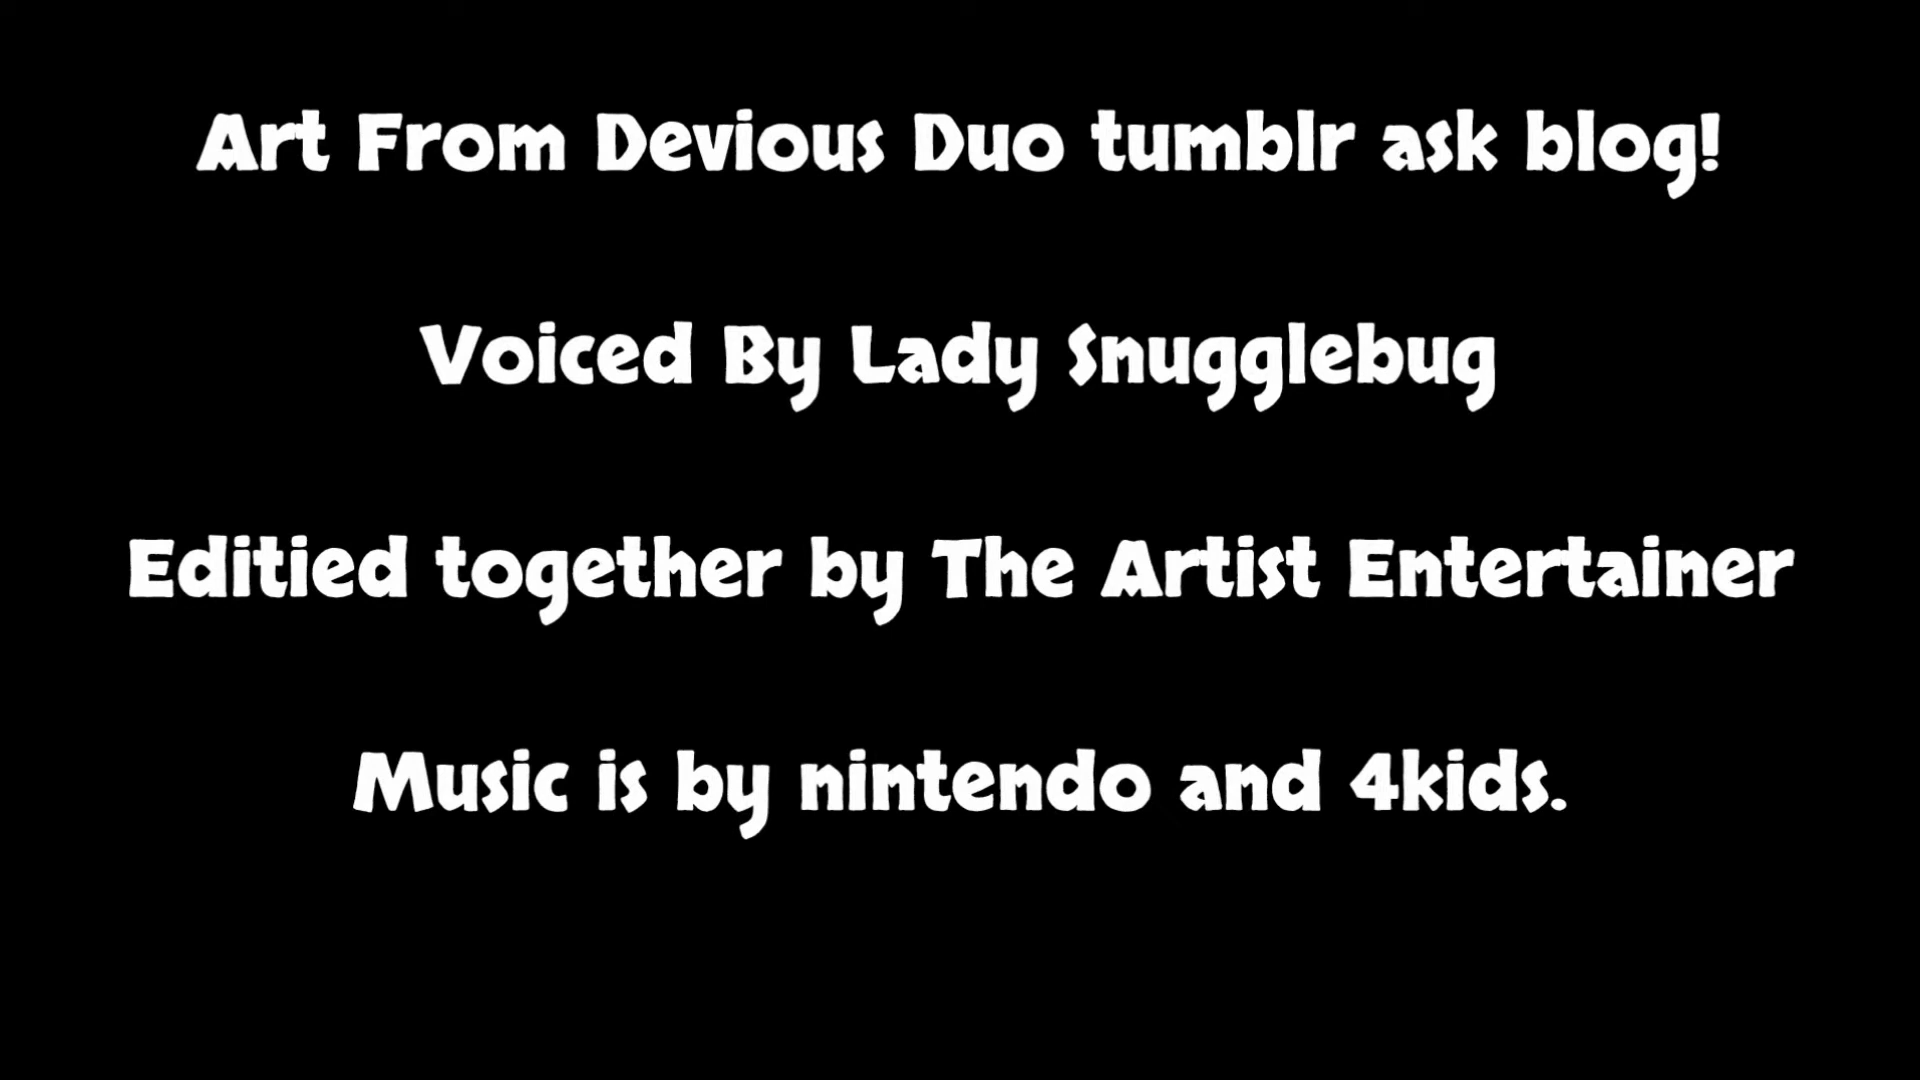 Art From Devious Duo tumblr ask blog!
Voiced By Lady Snugglebug
Editied together by The Artist Entertainer
Music is by nintendo and 4kids.